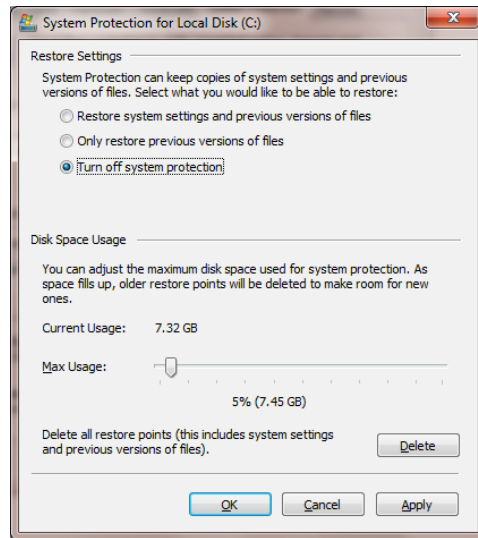 System Protection for Local Disk (C:)
Restore Settings
System Protection can keep copies of system settings and previous
versions of files. Select what you would like to be able to restore:
Restore system settings and previous versions of files
Only restore previous versions of files
Turn off system protection
Disk Space Usage
You can adjust the maximum disk space used for system protection. As
space fills up, older restore points will be deleted to make room for new
ones.
Current Usage: 7.32 GB
Max Usage:
5% (7.45 GB)
Delete all restore points (this includes system settings
and previous versions of files).
Delete
OK Cancel Apply